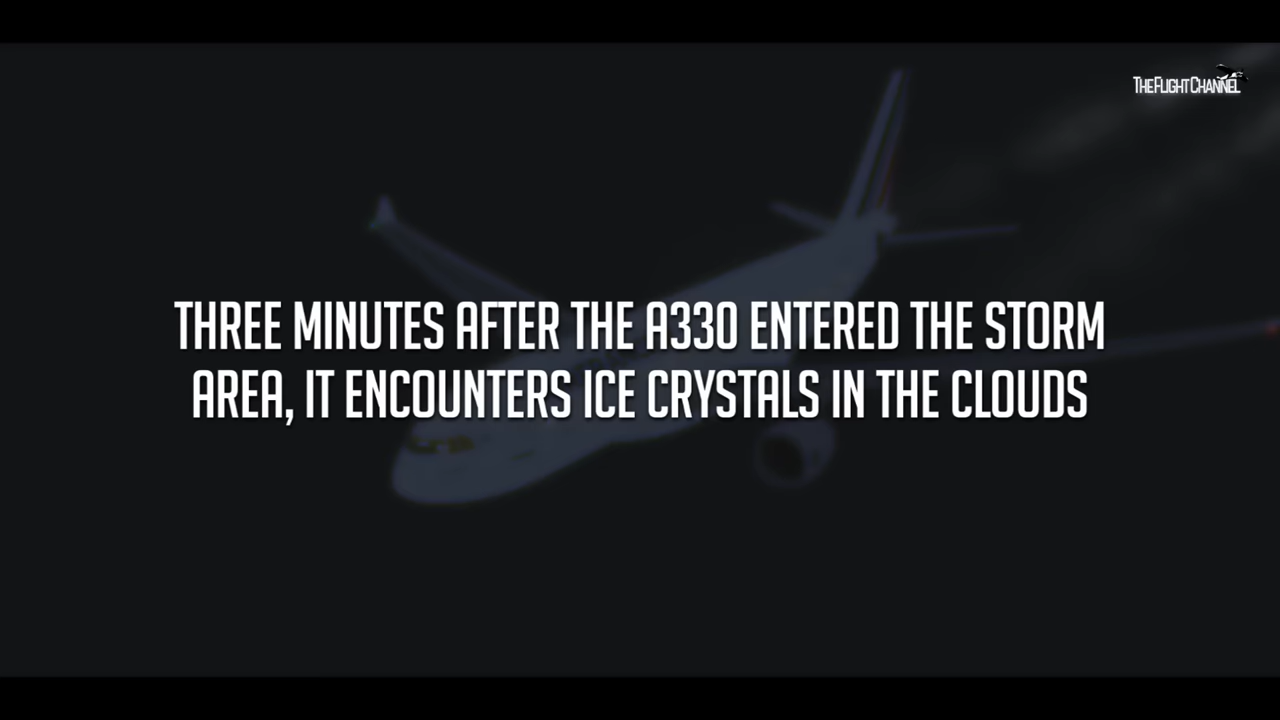 THEFLIGHTCHANNEL
THREE MINUTES AFTER THE A330 ENTERED THE STORM
AREA, IT ENCOUNTERS ICE CRYSTALS IN THE CLOUDS